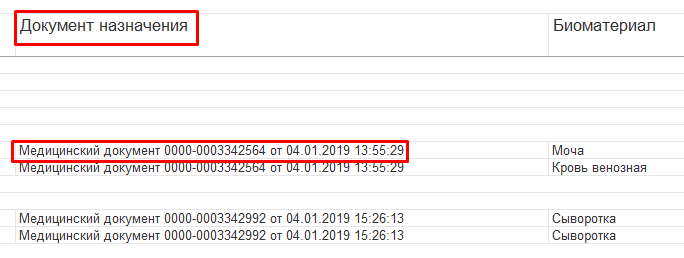 Документ назначения Биоматериал
Медицинский документ 0000-0003342564 от 04.01.2019 13:55:29 Моча
Медицинский документ 0000-0003342564 от 04.01.2019 13:55:29 Кровь венозная
Медицинский документ 0000-0003342992 от 04.01.2019 15:26:13 Сыворотка
Медицинский документ 0000-0003342992 от 04.01.2019 15:26:13 Сыворотка